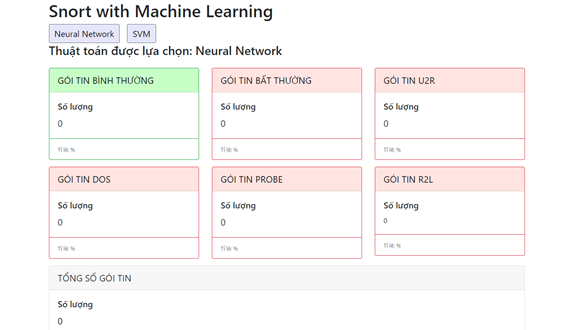 Snort with Machine Learning
Neural Network SVM
Thuật toán được lựa chọn: Neural Network
GÓI TIN BÌNH THƯỜNG GÓI TIN BẤT THƯỜNG GÓI TIN U2R
Số lượng Số lượng Số lượng
0 0 0
Tỉ lệ: % Tỉ lệ: % Tỉ lệ: %
GÓI TIN DOS GÓI TIN PROBE GÓI TIN R2L
Số lượng Số lượng Số lượng
0 0 0
Tỉ lệ: % Tỉ lệ: % Tỉ lệ: %
TỔNG SỐ GÓI TIN
Số lượng
0